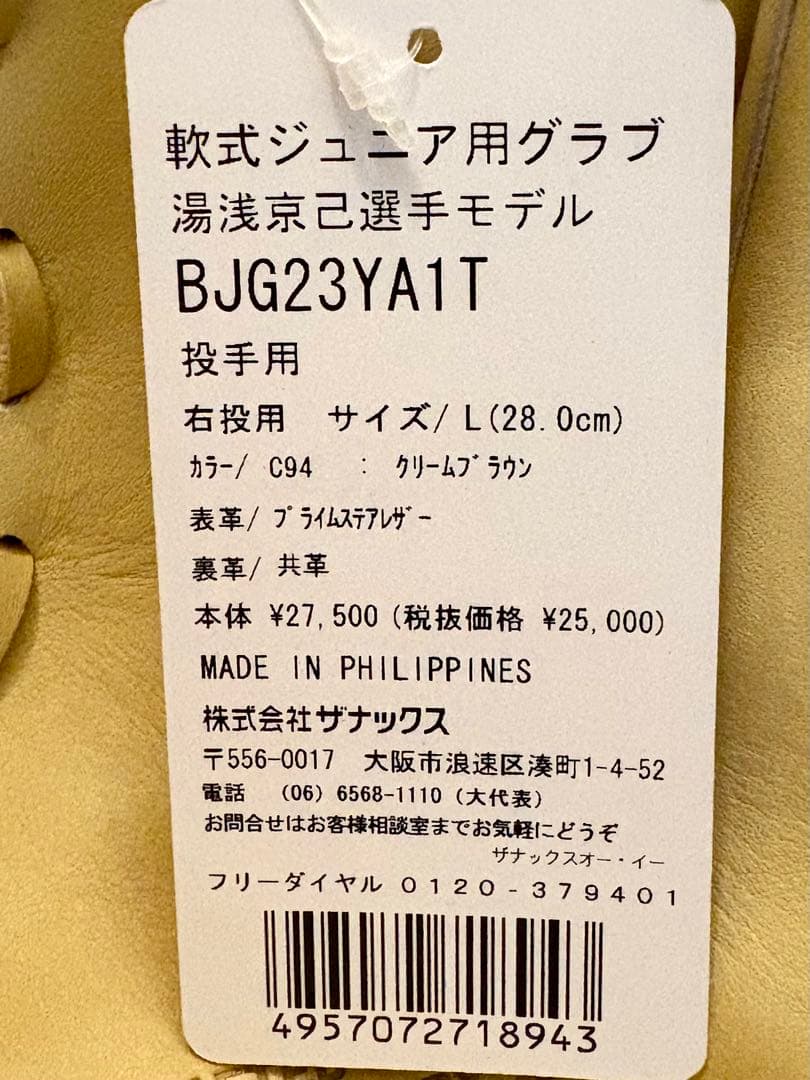 軟式ジュニア用グラブ
湯浅京己選手モデル
BJG23YA1T
投手用
右投用 サイズ/ L(28.0cm)
ｶﾗｰ/ C94 : ｸﾘｰﾑﾌﾞﾗｳﾝ
表革/ ﾌﾟﾗｲﾑｽﾃｱﾚｻﾞｰ
裏革/ 共革
本体 ¥27,500 (税抜価格 ¥25,000)
MADE IN PHILIPPINES
株式会社ザナックス
〒556-0017 大阪市浪速区湊町1-4-52
電話 (06) 6568-1110 (大代表)
お問合せはお客様相談室までお気軽にどうぞ
ザナックスオー・イー
フリーダイヤル 0120-379401
4957072718943